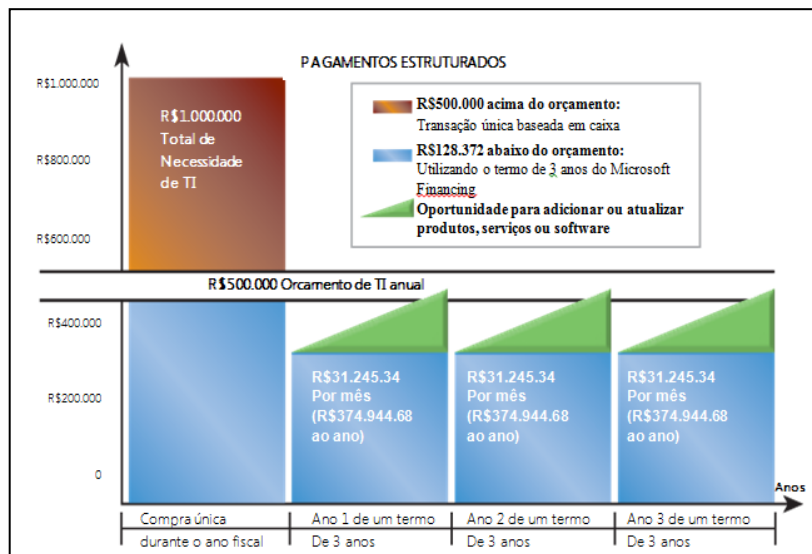 PAGAMENTOS ESTRUTURADOS
R$1.000.000
R$800.000
R$600.000
R$400.000
R$200.000
0
R$1.000.000
Total de
Necessidade
de TI
R$500.000 acima do orçamento:
Transação única baseada em caixa
R$128.372 abaixo do orçamento:
Utilizando o termo de 3 anos do Microsoft
Financing
Oportunidade para adicionar ou atualizar
produtos, serviços ou software
R$500.000 Orcamento de TI anual
R$31.245.34
Por mês
(R$374.944.68
ao ano)
R$31.245.34
Por mês
(R$374.944.68
ao ano)
R$31.245.34
Por mês
(R$374.944.68
ao ano)
Anos
Compra única
durante o ano fiscal
Ano 1 de um termo
De 3 anos
Ano 2 de um termo
De 3 anos
Ano 3 de um termo
De 3 anos